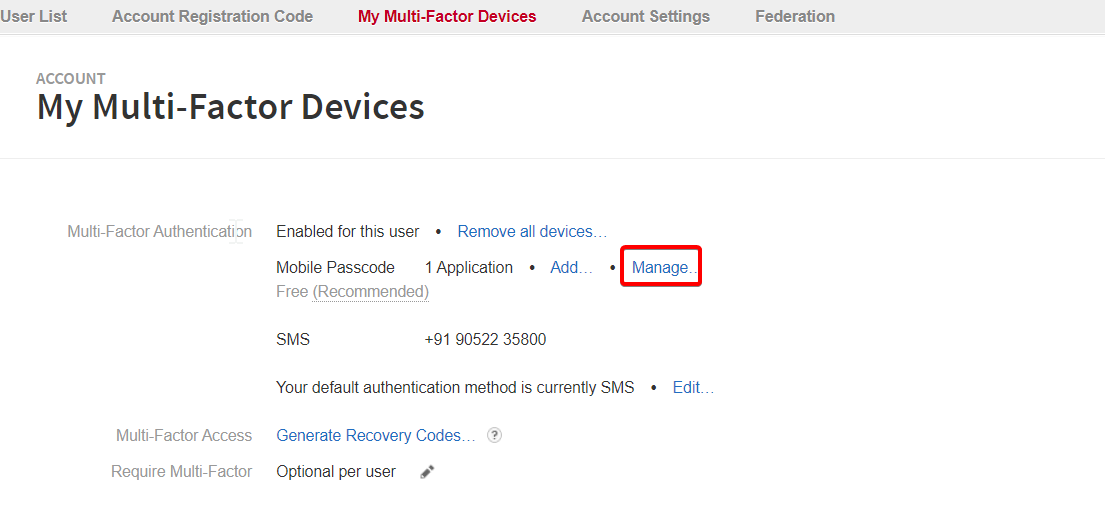 User List Account Registration Code My Multi-Factor Devices Account Settings Federation
ACCOUNT
My Multi-Factor Devices
Multi-Factor Authentication Enabled for this user • Remove all devices…
Mobile Passcode 1 Application • Add… • Manage…
Free (Recommended)
SMS +91 90522 35800
Your default authentication method is currently SMS • Edit…
Multi-Factor Access Generate Recovery Codes… ?
Require Multi-Factor Optional per user